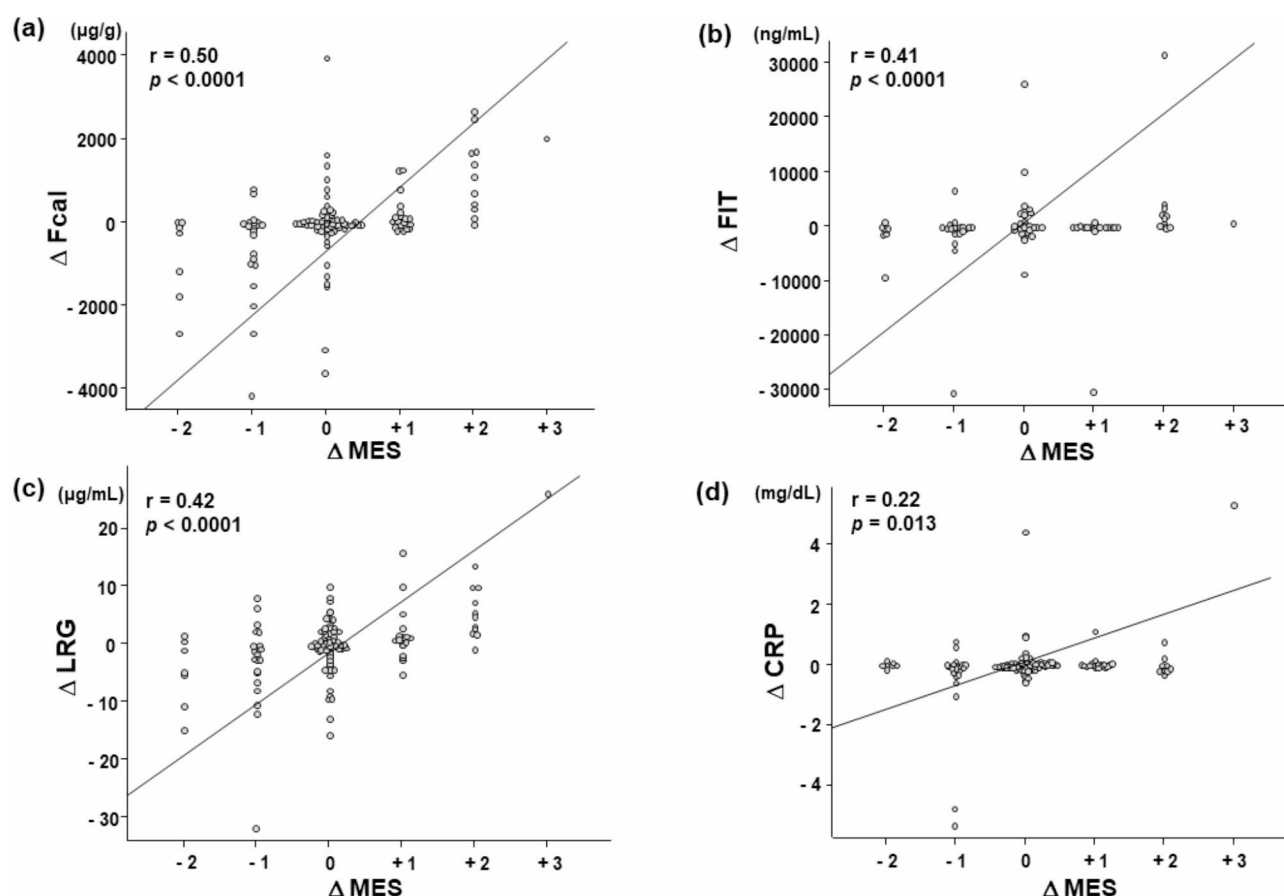 (a)
(µg/g)
r = 0.50
p < 0.0001
4000
2000
0
- 2000
- 4000
Δ Fcal
- 2
- 1
0
+ 1
+ 2
+ 3
Δ MES
(b)
(ng/mL)
r = 0.41
p < 0.0001
30000
20000
10000
0
- 10000
- 20000
- 30000
Δ FIT
- 2
- 1
0
+ 1
+ 2
+ 3
Δ MES
(c)
(µg/mL)
r = 0.42
p < 0.0001
20
10
0
- 10
- 20
- 30
Δ LRG
- 2
- 1
0
+ 1
+ 2
+ 3
Δ MES
(d)
(mg/dL)
r = 0.22
p = 0.013
4
2
0
- 2
- 4
Δ CRP
- 2
- 1
0
+ 1
+ 2
+ 3
Δ MES